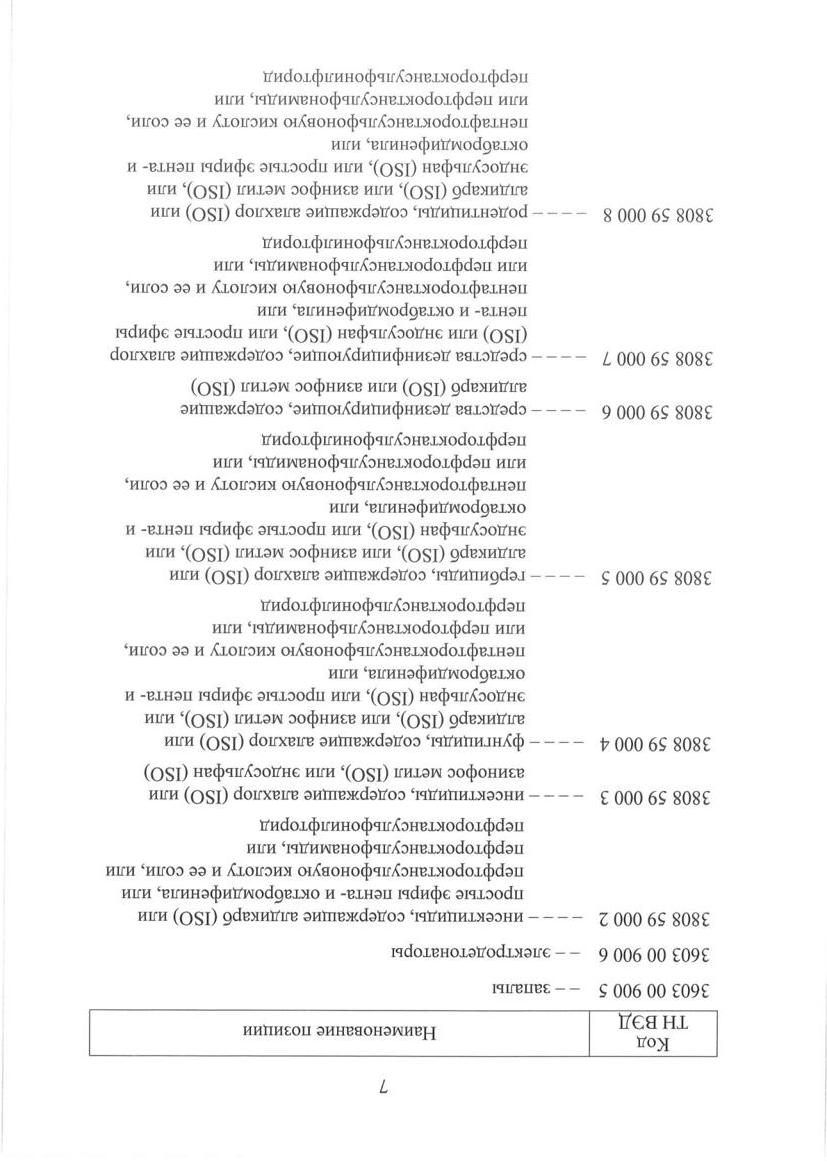 7
Код
ТН ВЭД
Наименование позиции
3603 00 900 5 – – запалы
3603 00 900 6 – – электродетонаторы
3808 59 000 2 – – – – инсектициды, содержащие алдикарб (ISO) или
простые эфиры пента- и октабромдифенила, или
перфтороктансульфоновую кислоту и ее соли, или
перфтороктансульфонамиды, или
перфтороктансульфонилфторид
3808 59 000 3 – – – – инсектициды, содержащие алахлор (ISO) или
азинофос метил (ISO), или эндосульфан (ISO)
3808 59 000 4 – – – – фунгициды, содержащие алахлор (ISO) или
алдикарб (ISO), или азинфос метил (ISO), или
эндосульфан (ISO), или простые эфиры пента- и
октабромдифенила, или
пентафтороктансульфоновую кислоту и ее соли,
или перфтороктансульфонамиды, или
перфтороктансульфонилфторид
3808 59 000 5 – – – – гербициды, содержащие алахлор (ISO) или
алдикарб (ISO), или азинфос метил (ISO), или
эндосульфан (ISO), или простые эфиры пента- и
октабромдифенила, или
пентафтороктансульфоновую кислоту и ее соли,
или перфтороктансульфонамиды, или
перфтороктансульфонилфторид
3808 59 000 6 – – – – средства дезинфицирующие, содержащие
алдикарб (ISO) или азинфос метил (ISO)
3808 59 000 7 – – – – средства дезинфицирующие, содержащие алахлор
(ISO) или эндосульфан (ISO), или простые эфиры
пента- и октабромдифенила, или
пентафтороктансульфоновую кислоту и ее соли,
или перфтороктансульфонамиды, или
перфтороктансульфонилфторид
3808 59 000 8 – – – – родентициды, содержащие алахлор (ISO) или
алдикарб (ISO), или азинфос метил (ISO), или
эндосульфан (ISO), или простые эфиры пента- и
октабромдифенила, или
пентафтороктансульфоновую кислоту и ее соли,
или перфтороктансульфонамиды, или
перфтороктансульфонилфторид